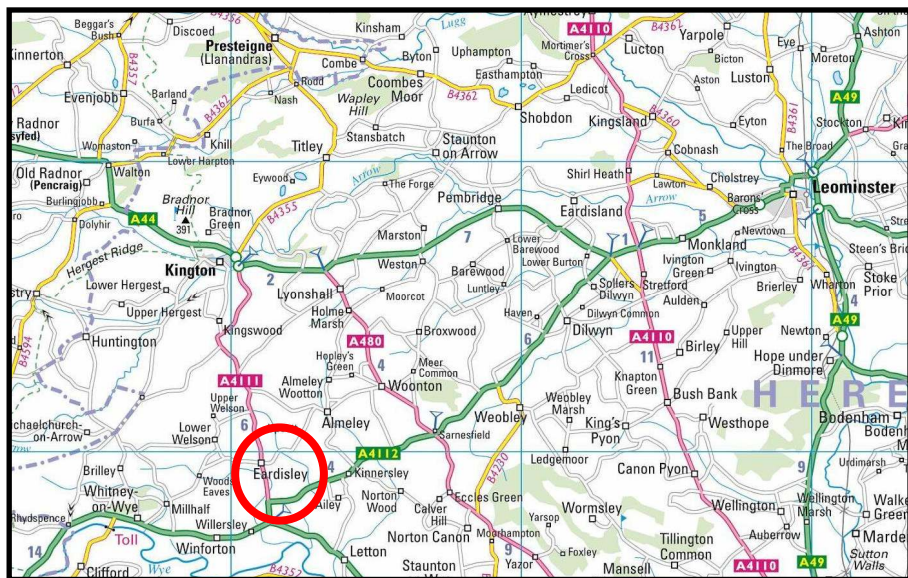 Beggar's
Bush
Discoed
B4356
Kinsham
Lugg
Aymestrey
A4110
B4362
Ashton
Kinnerton
B4357
Presteigne
(Llanandras)
Combe
Byton
Uphampton
Mortimer's
Cross
Lucton
Yarpole
Bicton
Eye
Moreton
Evenjobb
Barland
Rodd
Nash
Coombes
Moor
Easthampton
Aston
Luston
B4361
A49
B4362
Wapley
Hill
B4362
Ledicot
Shobdon
Kingsland
B4360
Eyton
Stockton
Radnor
Burfa
Knill
Stansbatch
Staunton
on Arrow
Cobnash
The Broad
Womaston
Lower Harpton
Titley
Walton
Old Radnor
(Pencraig)
Eywood
Arrow
The Forge
Shirl Heath
Lawton
Cholstrey
Leominster
Burlingjobb
Bradnor
Hill
391
Bradnor
Green
B4355
Pembridge
Eardisland
Arrow
Barons
Cross
Dolyhir
A44
Marston
7
Lower
Barewood
1
5
Monkland
Newtown
Steen's Bri
Hergest Ridge
Kington
2
Weston
Barewood
Lower Burton
Ivington
Green
Ivington
B4361
Stoke
Prior
Lower Hergest
Lyonshall
Moorcot
Luntley
Sollers
Dilwyn
Stretford
Aulden
Brierley
Wharton
4
Upper Hergest
Holme
Marsh
Haven
Dilwyn Common
A49
Kingswood
Broxwood
6
Dilwyn
A4110
Upper
Hill
Newton
B4594
Huntington
A480
Hopley's
Green
Meer
Common
Birley
Hope under
Dinmore
A4111
Almeley
Wootton
4
Woonton
11
Knapton
Green
HERE
Upper
Welson
Weobley
Weobley
Marsh
Bush Bank
Michaelchurch-
on-Arrow
Lower
Welson
6
Almeley
Sarnesfield
King's
Pyon
Westhope
Bodenham
A4112
B4230
Ledgemoor
Brilley
Eardisley
4
Kinnersley
Canon Pyon
9
Urdimarsh
Whitney-
on-Wye
Woods
Eaves
Ailey
Norton
Wood
Eccles Green
Rhydspence
Millhalf
Calver
Hill
Yarsop
Wormsley
Wellington
Wellington
Marsh
Toll
Willersley
Norton Canon
Moorhampton
Tillington
Common
Auberrow
14
Winforton
Letton
9
Foxley
Sutton
Walls
Clifford
Wye
B4352
Staunton
Yazor
Mansell
A4110
A49